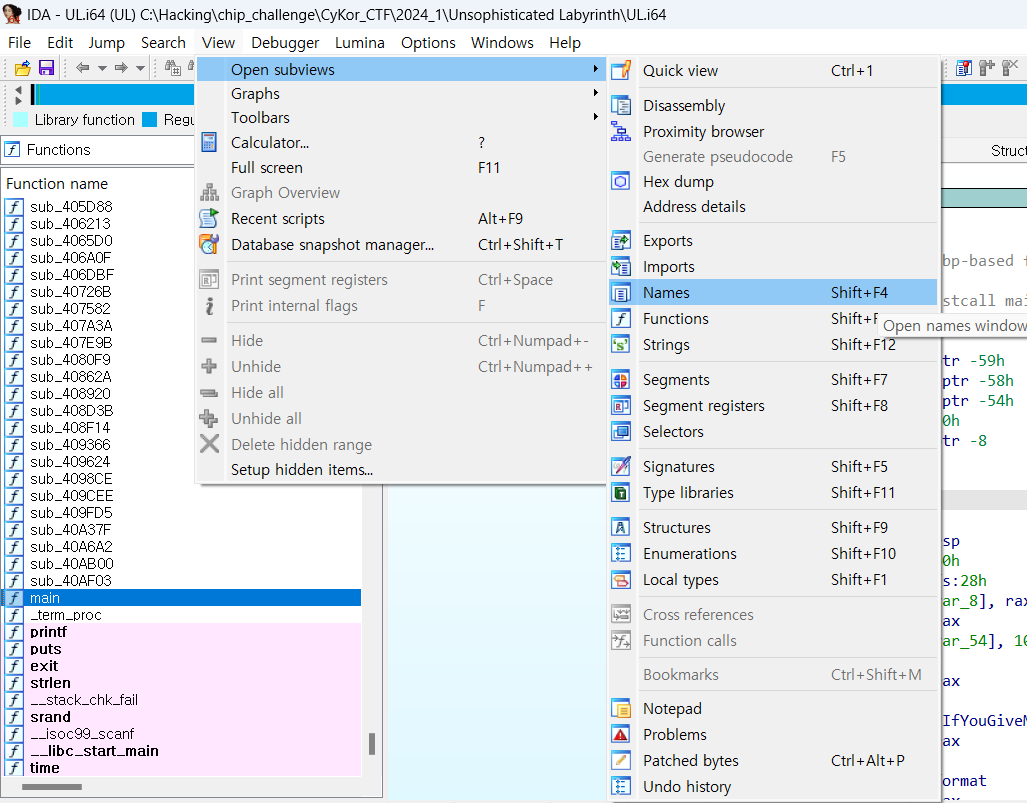 IDA - UL.i64 (UL) C:\Hacking\chip_challenge\CyKor_CTF\2024_1\Unsophisticated Labyrinth\UL.i64
File Edit Jump Search View Debugger Lumina Options Windows Help
Library function Regu
Functions
Function name
sub_405D88
sub_406213
sub_4065D0
sub_406A0F
sub_406DBF
sub_40726B
sub_407582
sub_407A3A
sub_407E9B
sub_4080F9
sub_40862A
sub_408920
sub_408D3B
sub_408F14
sub_409366
sub_409624
sub_4098CE
sub_409CEE
sub_409FD5
sub_40A37F
sub_40A6A2
sub_40AB00
sub_40AF03
main
_term_proc
printf
puts
exit
strlen
__stack_chk_fail
srand
__isoc99_scanf
__libc_start_main
time
Open subviews
Graphs
Toolbars
Calculator... ?
Full screen F11
Graph Overview
Recent scripts Alt+F9
Database snapshot manager... Ctrl+Shift+T
Print segment registers Ctrl+Space
Print internal flags F
Hide Ctrl+Numpad+-
Unhide Ctrl+Numpad++
Hide all
Unhide all
Delete hidden range
Setup hidden items...
Quick view Ctrl+1
Disassembly
Proximity browser
Generate pseudocode F5
Hex dump
Address details
Exports
Imports
Names Shift+F4
Functions Shift+F
Strings Shift+F12
Segments Shift+F7
Segment registers Shift+F8
Selectors
Signatures Shift+F5
Type libraries Shift+F11
Structures Shift+F9
Enumerations Shift+F10
Local types Shift+F1
Cross references
Function calls
Bookmarks Ctrl+Shift+M
Notepad
Problems
Patched bytes Ctrl+Alt+P
Undo history
Open names window
Struct
bp-based f
stcall mai
tr -59h
ptr -58h
ptr -54h
0h
tr -8
sp
0h
s:28h
ar_8], rax
ax
ar_54], 10
ax
IfYouGiveM
ax
ormat